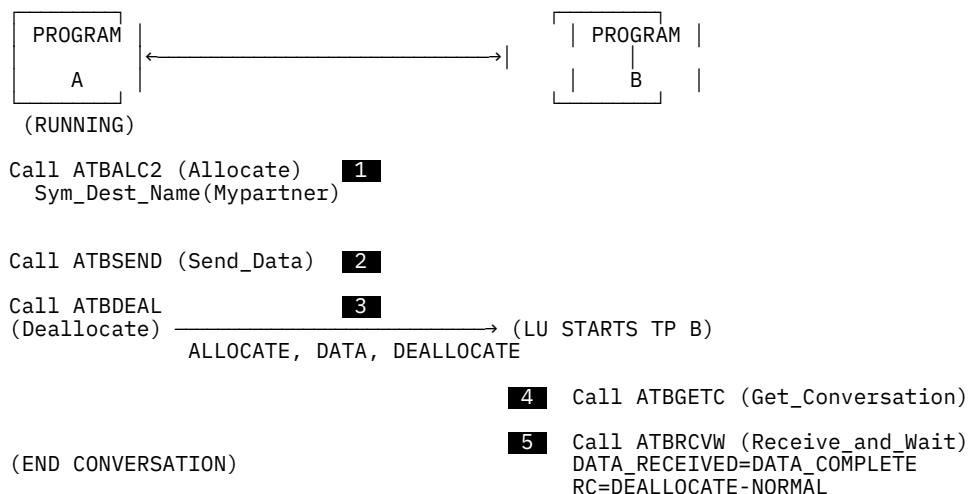 PROGRAM PROGRAM
A B
(RUNNING)
Call ATBALC2 (Allocate) 1
Sym_Dest_Name(Mypartner)
Call ATBSEND (Send_Data) 2
Call ATBDEAL 3
(Deallocate) (LU STARTS TP B)
ALLOCATE, DATA, DEALLOCATE
4 Call ATBGETC (Get_Conversation)
5 Call ATBRCVW (Receive_and_Wait)
(END CONVERSATION) DATA_RECEIVED=DATA_COMPLETE
RC=DEALLOCATE-NORMAL